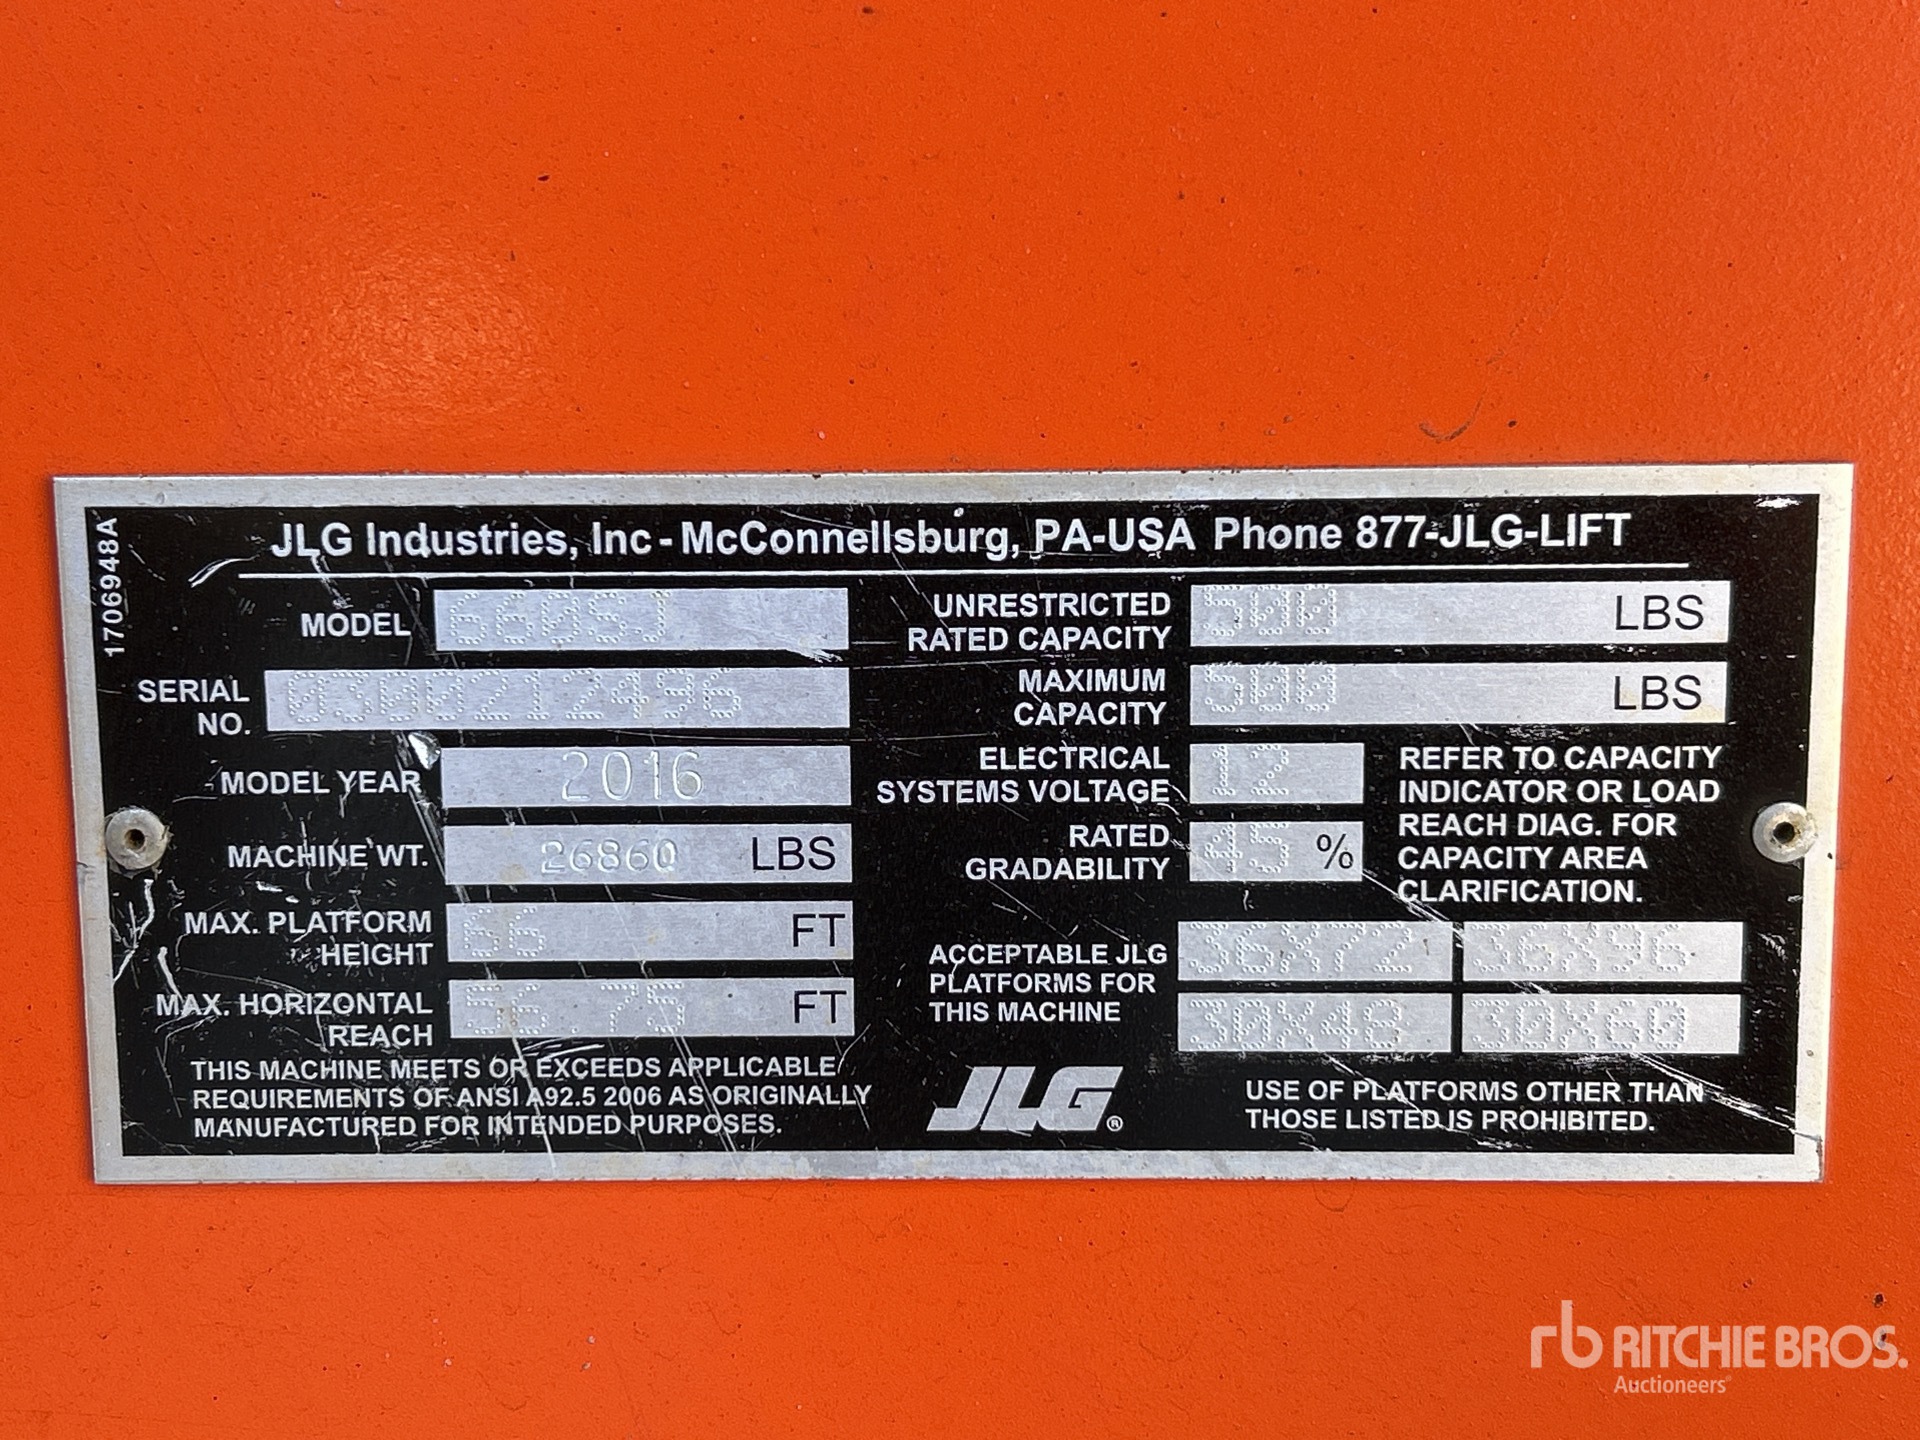 1706948A
JLG Industries, Inc - McConnellsburg, PA-USA Phone 877-JLG-LIFT
MODEL 660SJ
SERIAL NO. 0300212496
MODEL YEAR 2016
MACHINE WT. 26860 LBS
MAX. PLATFORM HEIGHT 66 FT
MAX. HORIZONTAL REACH 56.75 FT
THIS MACHINE MEETS OR EXCEEDS APPLICABLE
REQUIREMENTS OF ANSI A92.5 2006 AS ORIGINALLY
MANUFACTURED FOR INTENDED PURPOSES.
UNRESTRICTED RATED CAPACITY 500 LBS
MAXIMUM CAPACITY 500 LBS
ELECTRICAL SYSTEMS VOLTAGE 12
RATED GRADABILITY 45 %
REFER TO CAPACITY
INDICATOR OR LOAD
REACH DIAG. FOR
CAPACITY AREA
CLARIFICATION.
ACCEPTABLE JLG
PLATFORMS FOR
THIS MACHINE
36X72 36X96
30X48 30X60
JLG®
USE OF PLATFORMS OTHER THAN
THOSE LISTED IS PROHIBITED.
rb RITCHIE BROS.
Auctioneers